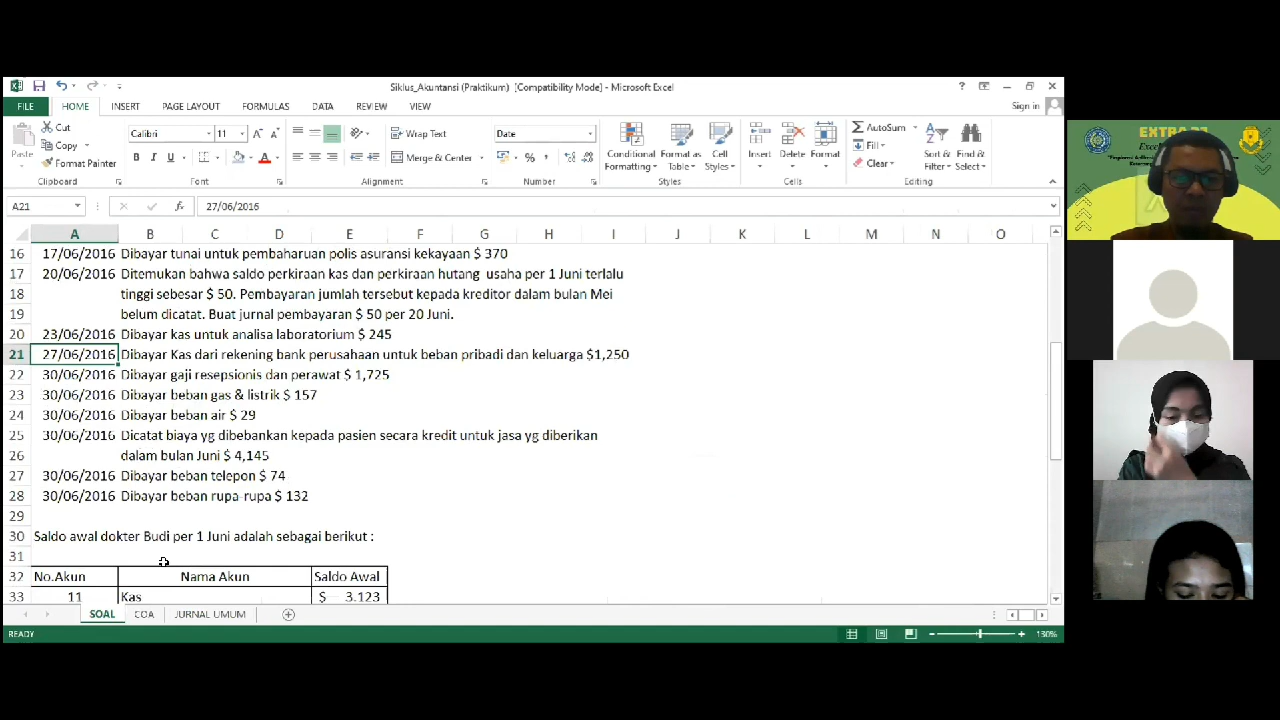 Siklus_Akuntansi (Praktikum) [Compatibility Mode] - Microsoft Excel
FILE HOME INSERT PAGE LAYOUT FORMULAS DATA REVIEW VIEW Sign in
Paste Cut Copy Format Painter Clipboard
Calibri 11 B I U Font
Wrap Text Merge & Center Alignment
Date % Number
Conditional Formatting Format as Table Cell Styles Styles
Insert Delete Format Cells
AutoSum Fill Clear Sort & Filter Find & Select Editing
A21 fx 27/06/2016
A B C D E F G H I J K L M N O
16 17/06/2016 Dibayar tunai untuk pembaharuan polis asuransi kekayaan $ 370
17 20/06/2016 Ditemukan bahwa saldo perkiraan kas dan perkiraan hutang usaha per 1 Juni terlalu
18 tinggi sebesar $ 50. Pembayaran jumlah tersebut kepada kreditor dalam bulan Mei
19 belum dicatat. Buat jurnal pembayaran $ 50 per 20 Juni.
20 23/06/2016 Dibayar kas untuk analisa laboratorium $ 245
21 27/06/2016 Dibayar Kas dari rekening bank perusahaan untuk beban pribadi dan keluarga $1,250
22 30/06/2016 Dibayar gaji resepsionis dan perawat $ 1,725
23 30/06/2016 Dibayar beban gas & listrik $ 157
24 30/06/2016 Dibayar beban air $ 29
25 30/06/2016 Dicatat biaya yg dibebankan kepada pasien secara kredit untuk jasa yg diberikan
26 dalam bulan Juni $ 4,145
27 30/06/2016 Dibayar beban telepon $ 74
28 30/06/2016 Dibayar beban rupa-rupa $ 132
29
30 Saldo awal dokter Budi per 1 Juni adalah sebagai berikut :
31
32 No.Akun Nama Akun Saldo Awal
33 11 Kas $ 3.123
SOAL COA JURNAL UMUM
READY 130%